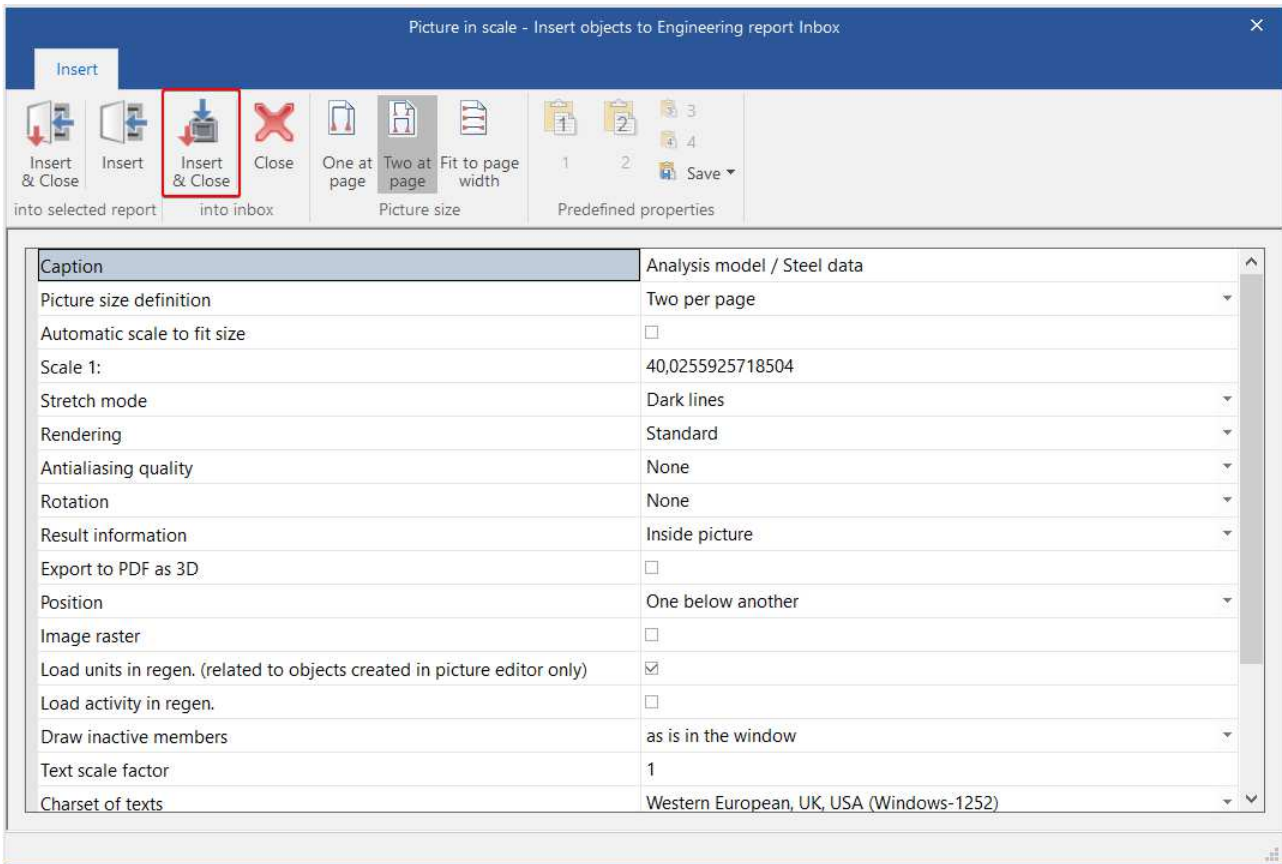 Picture in scale - Insert objects to Engineering report Inbox
Insert
Insert & Close
Insert
Insert & Close
Close
One at page
Two at page
Fit to page width
1
2
3
4
Save
into selected report
into inbox
Picture size
Predefined properties
Caption Analysis model / Steel data
Picture size definition Two per page
Automatic scale to fit size
Scale 1: 40,0255925718504
Stretch mode Dark lines
Rendering Standard
Antialiasing quality None
Rotation None
Result information Inside picture
Export to PDF as 3D
Position One below another
Image raster
Load units in regen. (related to objects created in picture editor only)
Load activity in regen.
Draw inactive members as is in the window
Text scale factor 1
Charset of texts Western European, UK, USA (Windows-1252)